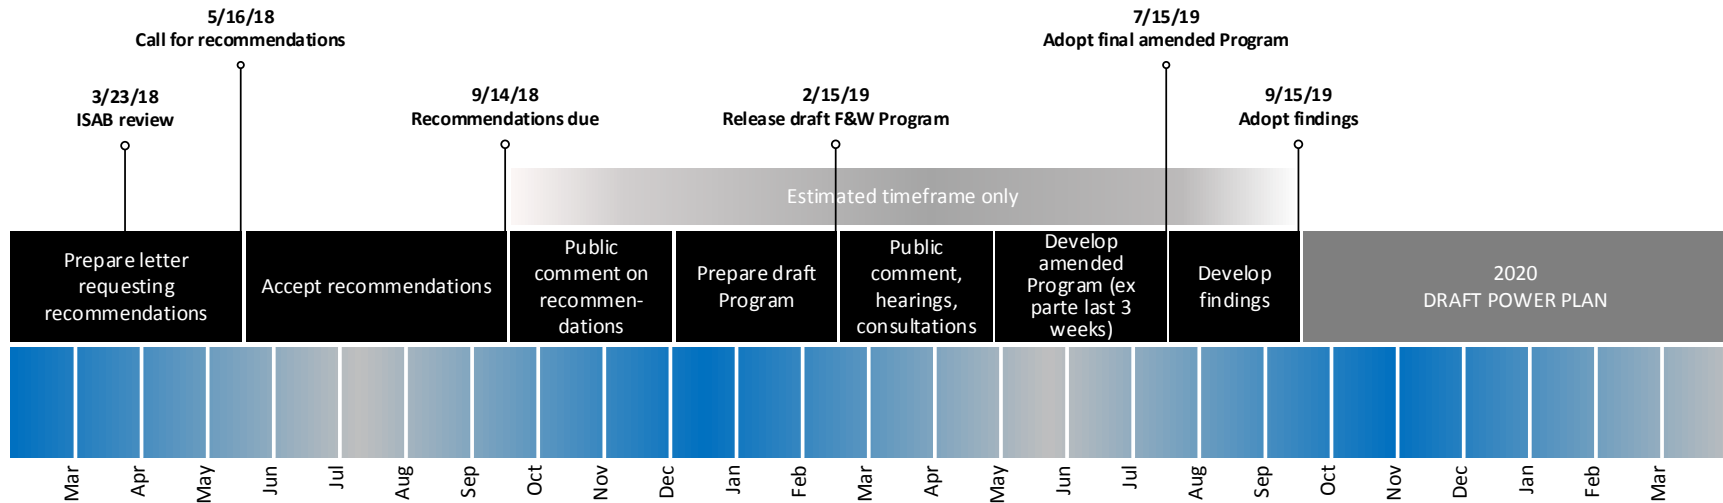 5/16/18
Call for recommendations
7/15/19
Adopt final amended Program
3/23/18
ISAB review
9/14/18
Recommendations due
2/15/19
Release draft F&W Program
9/15/19
Adopt findings
Estimated timeframe only
Prepare letter
requesting
recommendations
Accept recommendations
Public
comment on
recommen-
dations
Prepare draft
Program
Public
comment,
hearings,
consultations
Develop
amended
Program (ex
parte last 3
weeks)
Develop
findings
2020
DRAFT POWER PLAN
Mar
Apr
May
Jun
Jul
Aug
Sep
Oct
Nov
Dec
Jan
Feb
Mar
Apr
May
Jun
Jul
Aug
Sep
Oct
Nov
Dec
Jan
Feb
Mar